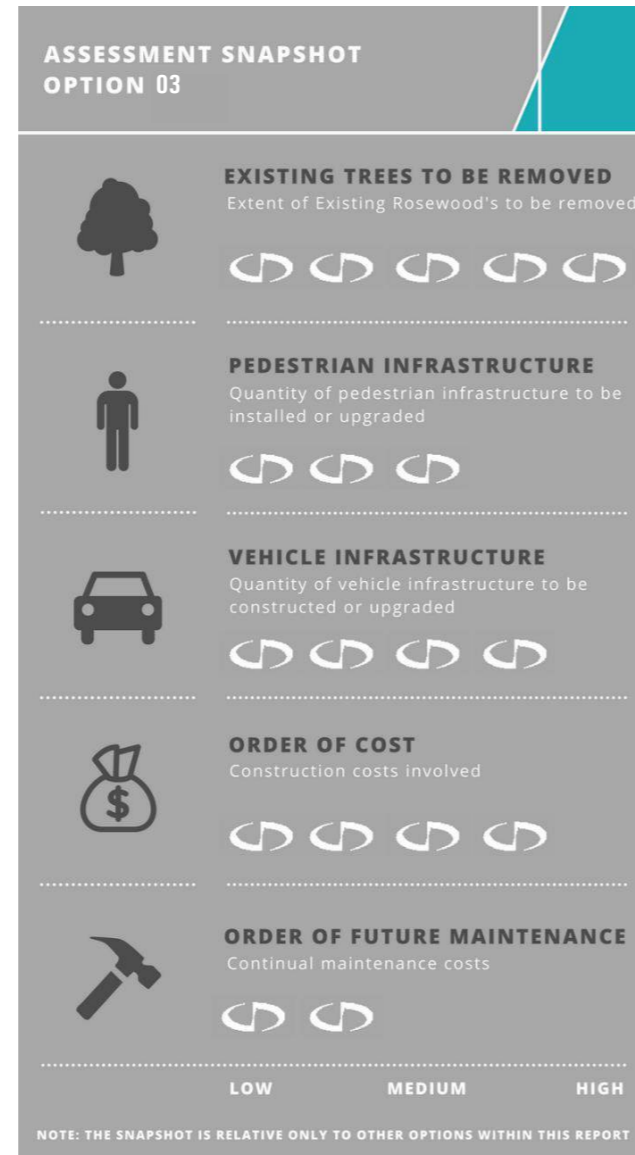 ASSESSMENT SNAPSHOT
OPTION 03
EXISTING TREES TO BE REMOVED
Extent of Existing Rosewood's to be removed
PEDESTRIAN INFRASTRUCTURE
Quantity of pedestrian infrastructure to be
installed or upgraded
VEHICLE INFRASTRUCTURE
Quantity of vehicle infrastructure to be
constructed or upgraded
$
ORDER OF COST
Construction costs involved
ORDER OF FUTURE MAINTENANCE
Continual maintenance costs
LOW MEDIUM HIGH
NOTE: THE SNAPSHOT IS RELATIVE ONLY TO OTHER OPTIONS WITHIN THIS REPORT